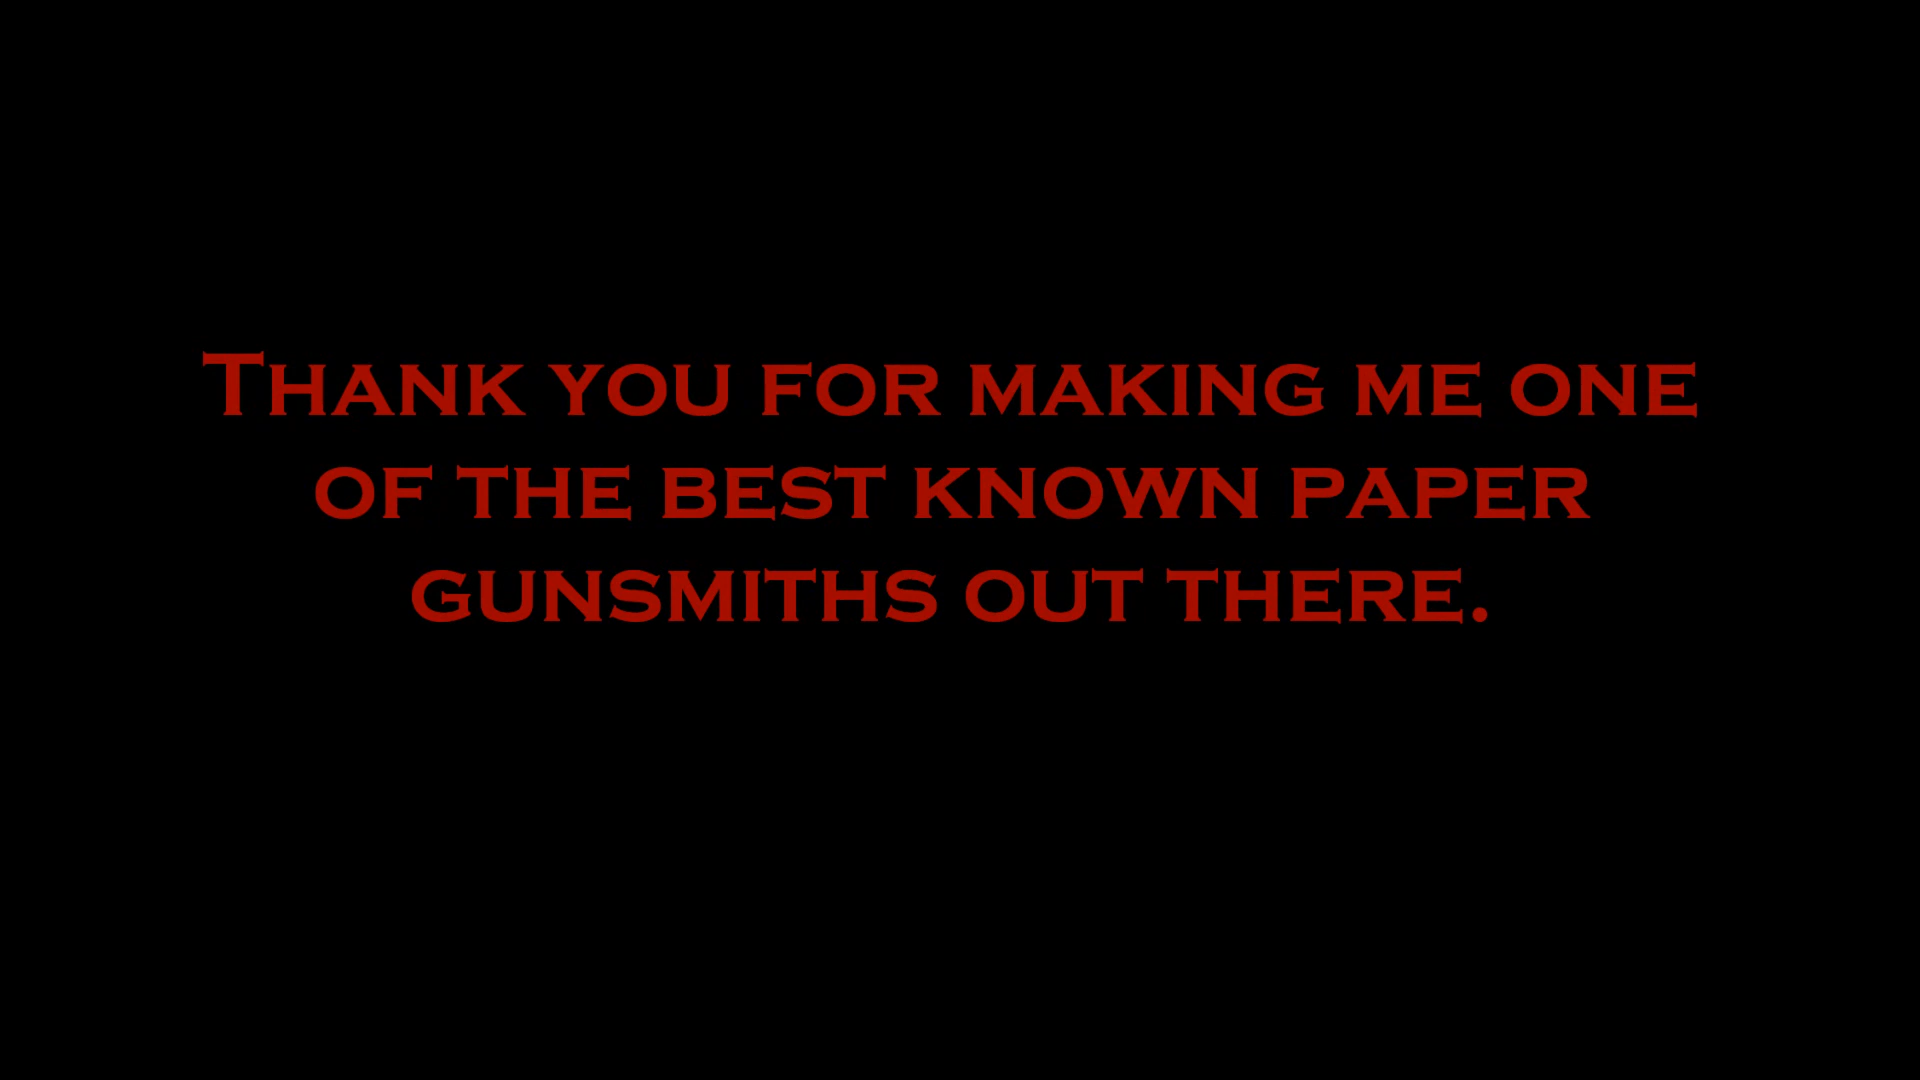 Thank you for making me one
of the best known paper
gunsmiths out there.